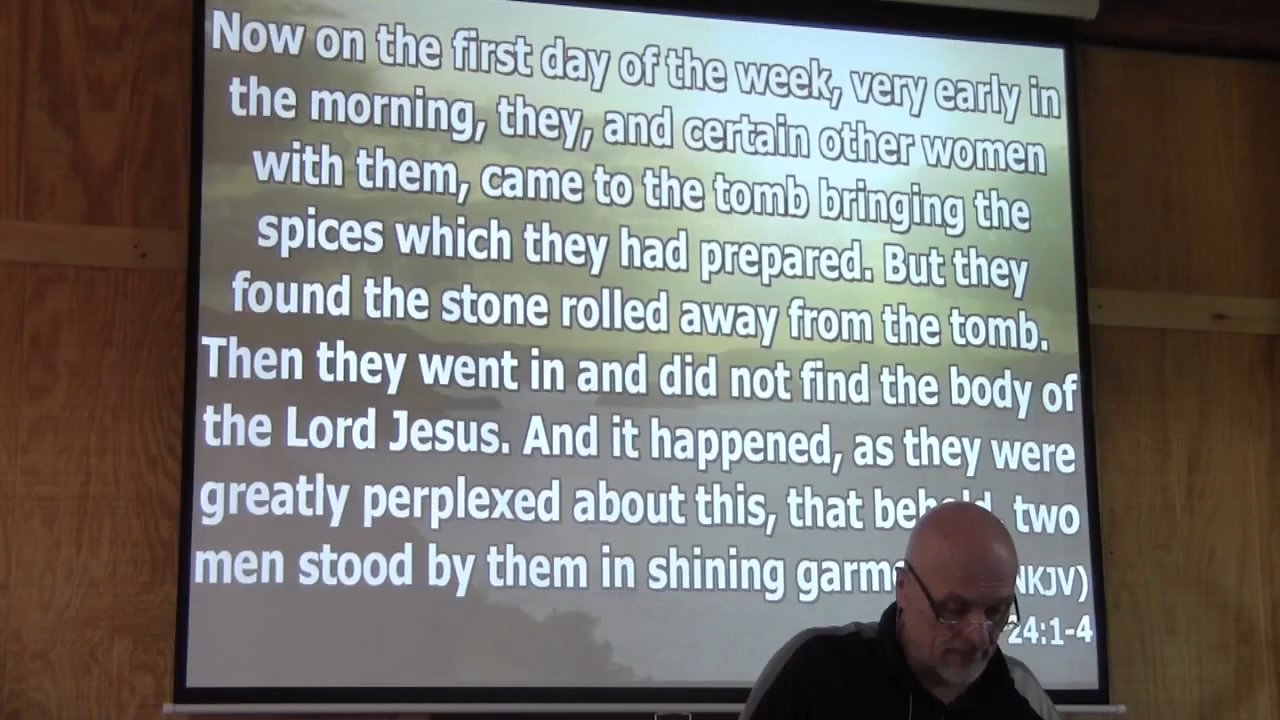 Now on the first day of the week, very early in
the morning, they, and certain other women
with them, came to the tomb bringing the
spices which they had prepared. But they
found the stone rolled away from the tomb.
Then they went in and did not find the body of
the Lord Jesus. And it happened, as they were
greatly perplexed about this, that two
men stood by them in shining
24:1-4